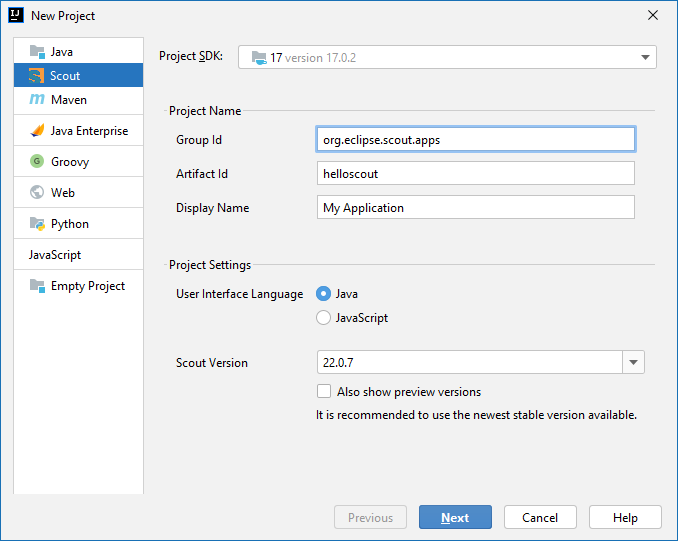 IJ New Project
Java
Scout
Maven
Java Enterprise
G Groovy
Web
Python
JavaScript
Empty Project
Project SDK: 17 version 17.0.2
Project Name
Group Id org.eclipse.scout.apps
Artifact Id helloscout
Display Name My Application
Project Settings
User Interface Language Java
JavaScript
Scout Version 22.0.7
Also show preview versions
It is recommended to use the newest stable version available.
Previous Next Cancel Help